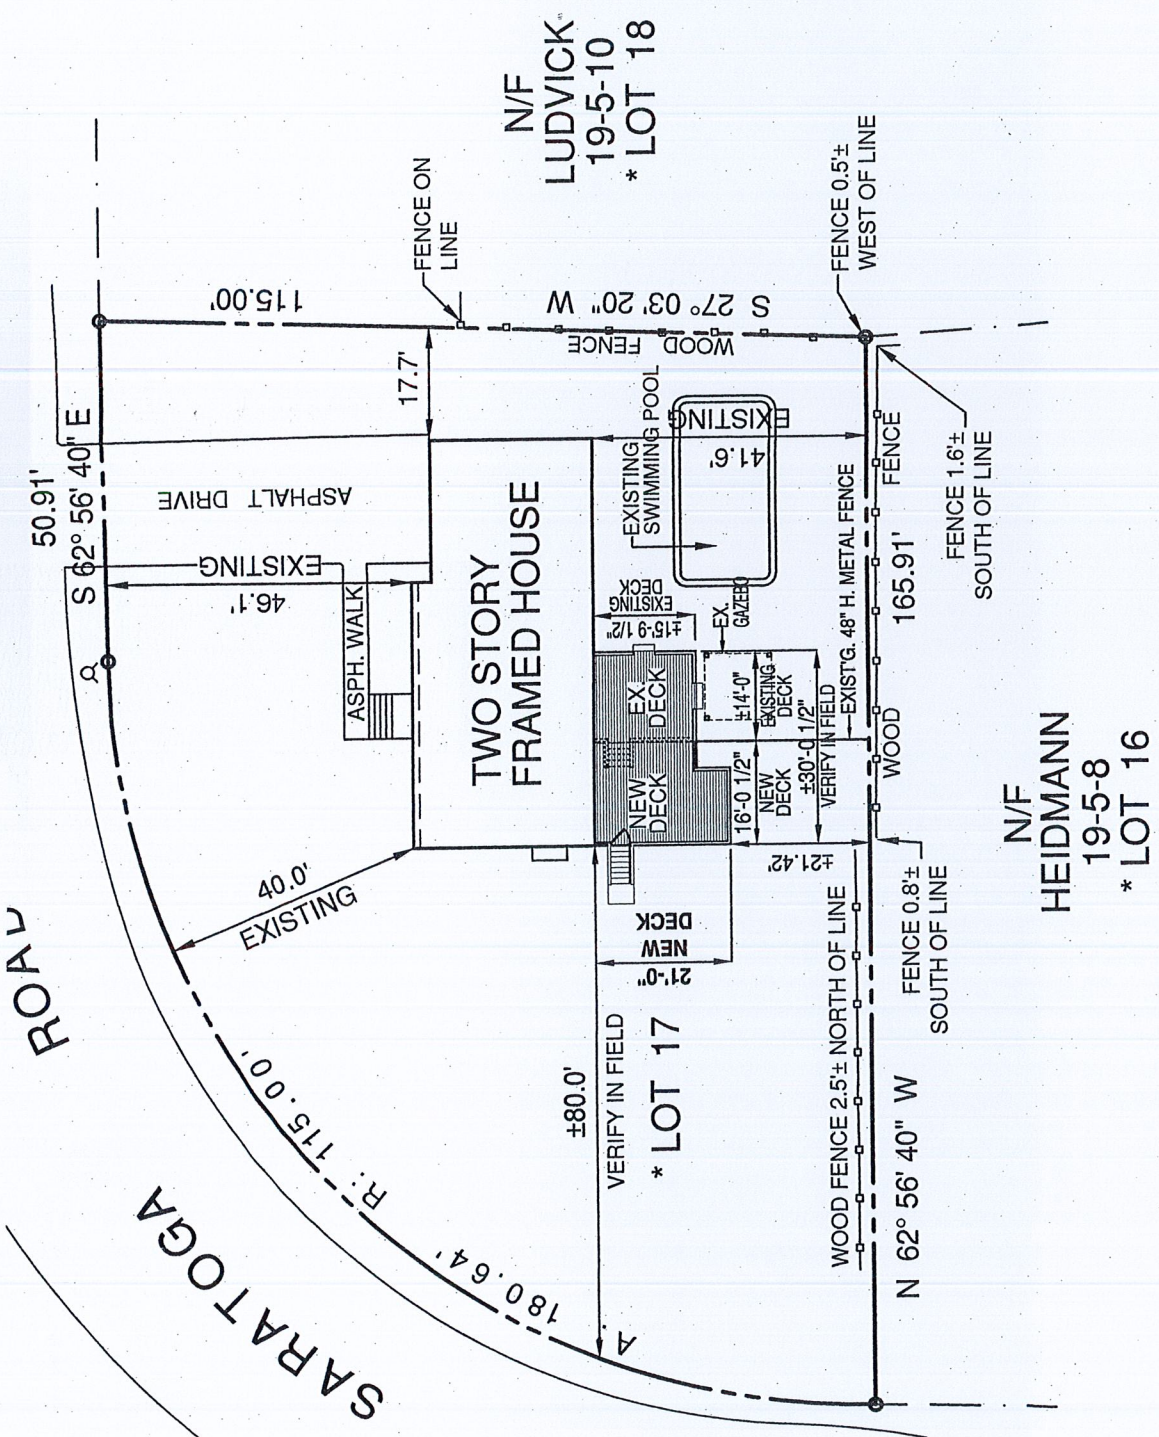 N/F
LUDVICK
19-5-10
* LOT 18
FENCE ON
LINE
FENCE 0.5'±
WEST OF LINE
115.00'
S 27° 03' 20" W
WOOD FENCE
17.7'
50.91'
S 62° 56' 40" E
ASPHALT DRIVE
EXISTING
46.1'
ASPH. WALK
TWO STORY
FRAMED HOUSE
EXISTING
SWIMMING POOL
EXISTING
41.6'
EXISTING
DECK
±15'-9 1/2"
EX.
GAZEBO
EX.
DECK
NEW
DECK
±14'-0"
EXISTING
DECK
16'-0 1/2"
NEW
DECK
±30'-0 1/2"
VERIFY IN FIELD
EXIST'G. 48" H. METAL FENCE
WOOD
FENCE
165.91'
FENCE 1.6'±
SOUTH OF LINE
N/F
HEIDMANN
19-5-8
* LOT 16
±21.42'
FENCE 0.8'±
SOUTH OF LINE
40.0'
EXISTING
21'-0"
NEW
DECK
±80.0'
VERIFY IN FIELD
* LOT 17
WOOD FENCE 2.5'± NORTH OF LINE
N 62° 56' 40" W
R: 115.00'
A: 180.64'
SARATOGA
ROAD